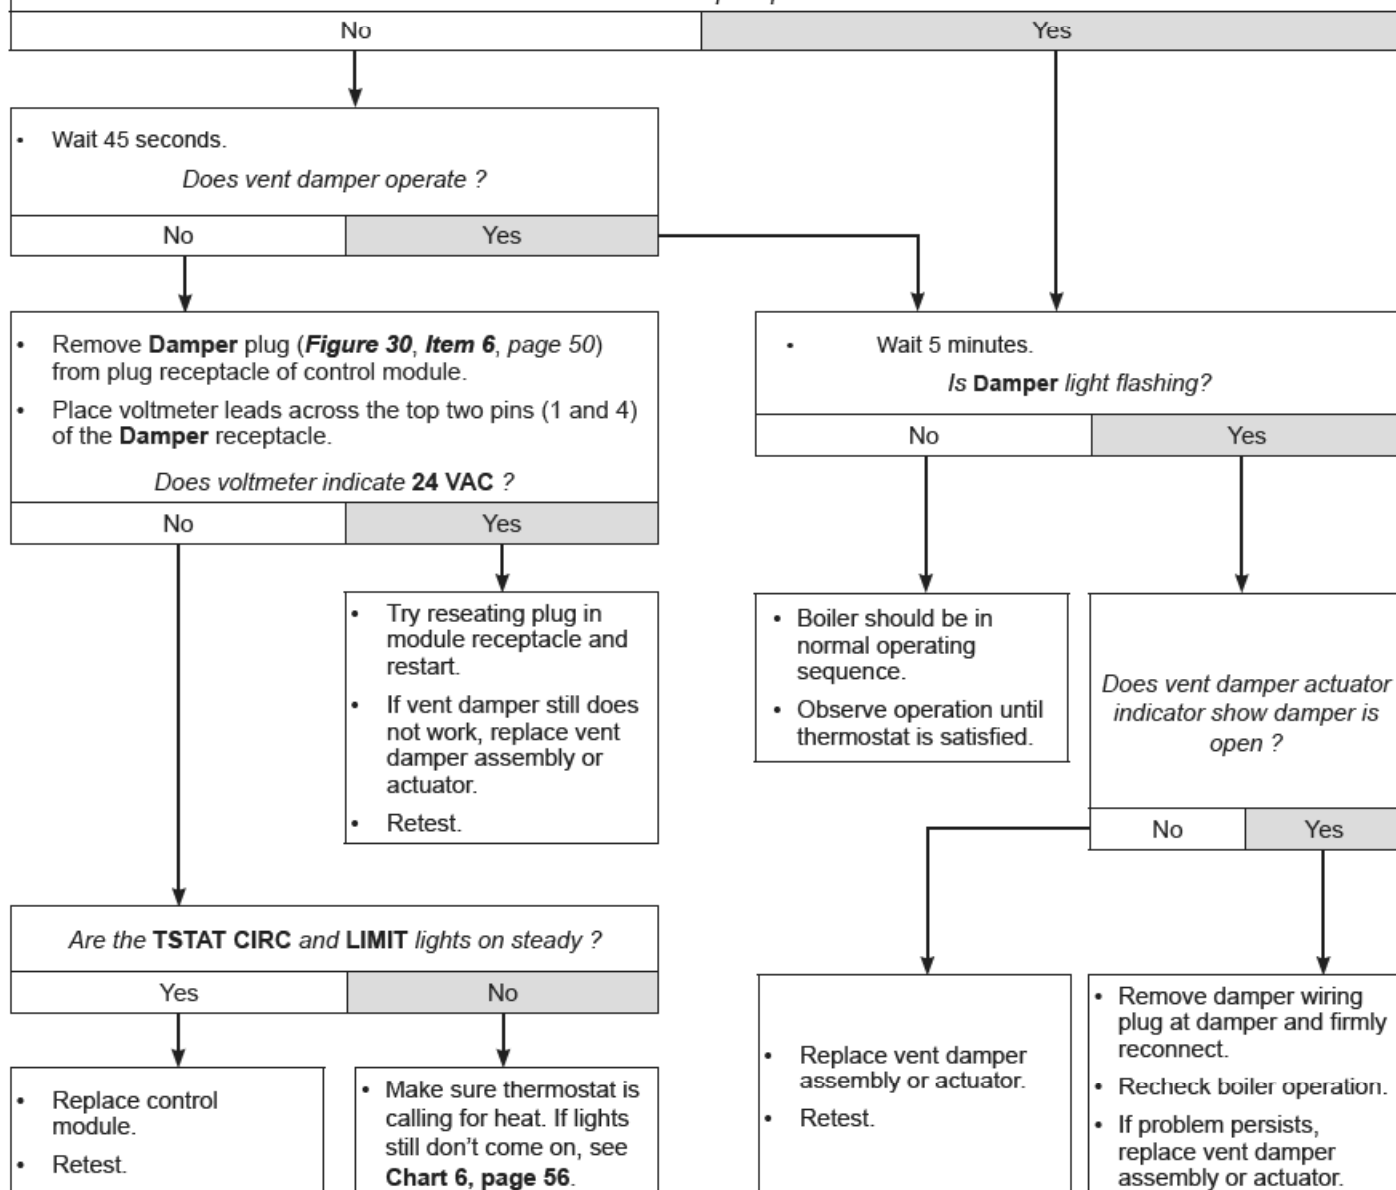 No
Yes
• Wait 45 seconds.
Does vent damper operate ?
No
Yes
• Remove Damper plug (Figure 30, Item 6, page 50)
from plug receptacle of control module.
• Place voltmeter leads across the top two pins (1 and 4)
of the Damper receptacle.
Does voltmeter indicate 24 VAC ?
No
Yes
• Wait 5 minutes.
Is Damper light flashing?
No
Yes
• Try reseating plug in
module receptacle and
restart.
• If vent damper still does
not work, replace vent
damper assembly or
actuator.
• Retest.
• Boiler should be in
normal operating
sequence.
• Observe operation until
thermostat is satisfied.
Does vent damper actuator
indicator show damper is
open ?
No
Yes
Are the TSTAT CIRC and LIMIT lights on steady ?
Yes
No
• Replace control
module.
• Retest.
• Make sure thermostat is
calling for heat. If lights
still don't come on, see
Chart 6, page 56.
• Replace vent damper
assembly or actuator.
• Retest.
• Remove damper wiring
plug at damper and firmly
reconnect.
• Recheck boiler operation.
• If problem persists,
replace vent damper
assembly or actuator.